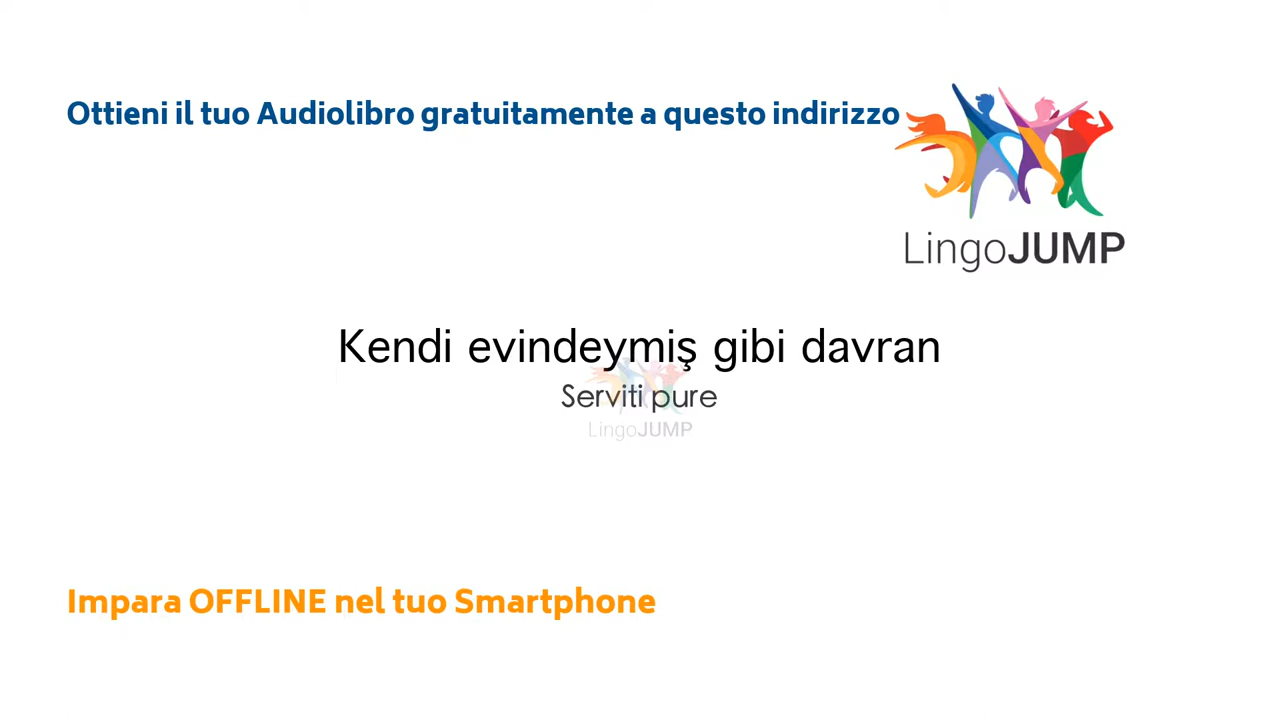 Ottieni il tuo Audiolibro gratuitamente a questo indirizzo
LingoJUMP
Kendi evindeymiş gibi davran
Serviti pure
LingoJUMP
Impara OFFLINE nel tuo Smartphone